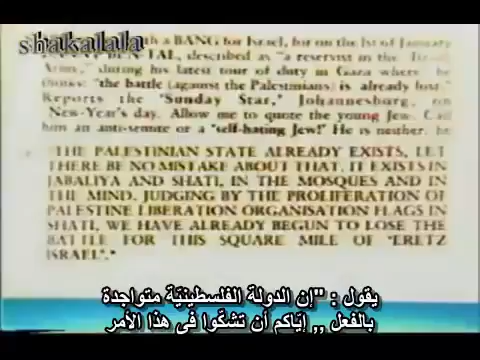 shakalala
with a BANG for Israel, for on the 1st of January
TAL, described as "a reservist in the
Army," during his latest tour of duty in Gaza where he
thinks: "the battle (against the Palestinians) is already lost."
Reports the "Sunday Star," Johannesburg, on
New-Year's day. Allow me to quote the young Jew. Call
him an anti-semite or a "self-hating Jew!" He is neither, he
"THE PALESTINIAN STATE ALREADY EXISTS, LET
THERE BE NO MISTAKE ABOUT THAT. IT EXISTS IN
JABALIYA AND SHATI, IN THE MOSQUES AND IN
THE MIND. JUDGING BY THE PROLIFERATION OF
PALESTINE LIBERATION ORGANISATION FLAGS IN
SHATI, WE HAVE ALREADY BEGUN TO LOSE THE
BATTLE FOR THIS SQUARE MILE OF 'ERETZ
ISRAEL'."
يقول : "إن الدولة الفلسطينيّة متواجدة
بالفعل ,, إيّاكم أن تشكّوا في هذا الأمر